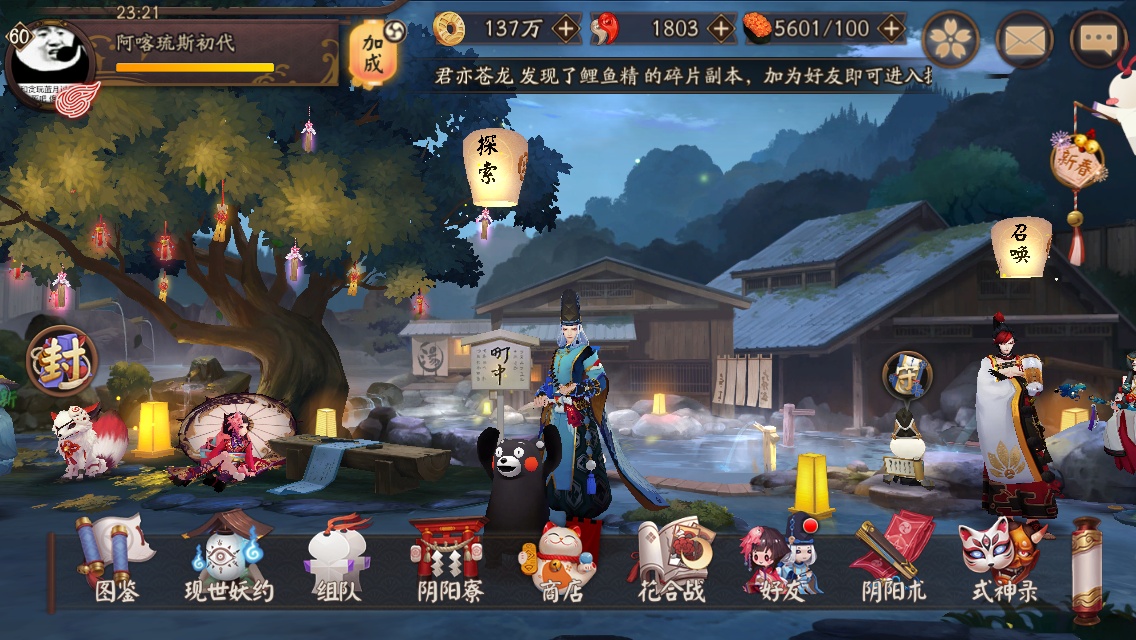 23:21
60
阿喀琉斯初代
加成
137万
1803
5601/100
君亦苍龙 发现了鲤鱼精 的碎片副本，加为好友即可进入
探索
新春
召唤
封
湯
町中
图鉴
现世妖约
组队
阴阳寮
商店
花合战
好友
阴阳术
式神录